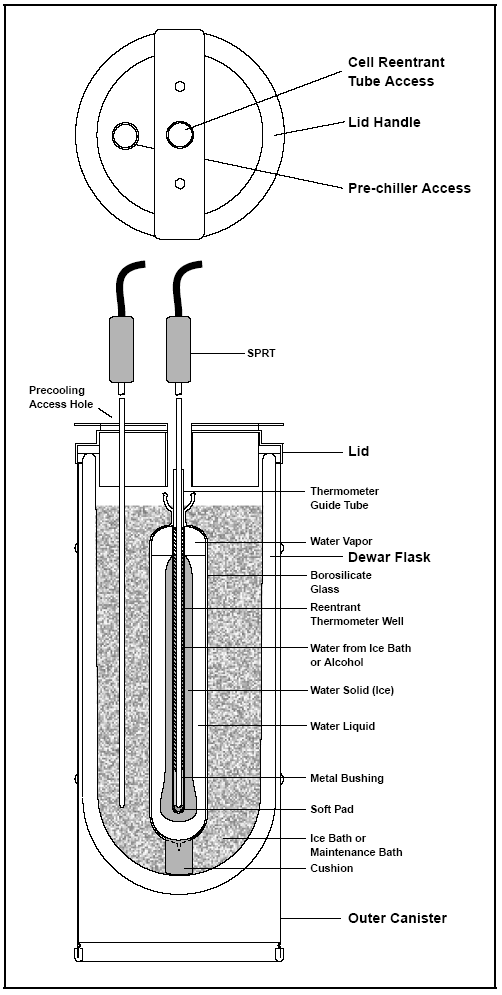 Cell Reentrant
Tube Access
Lid Handle
Pre-chiller Access
SPRT
Precooling
Access Hole
Lid
Thermometer
Guide Tube
Water Vapor
Dewar Flask
Borosilicate
Glass
Reentrant
Thermometer Well
Water from Ice Bath
or Alcohol
Water Solid (Ice)
Water Liquid
Metal Bushing
Soft Pad
Ice Bath or
Maintenance Bath
Cushion
Outer Canister